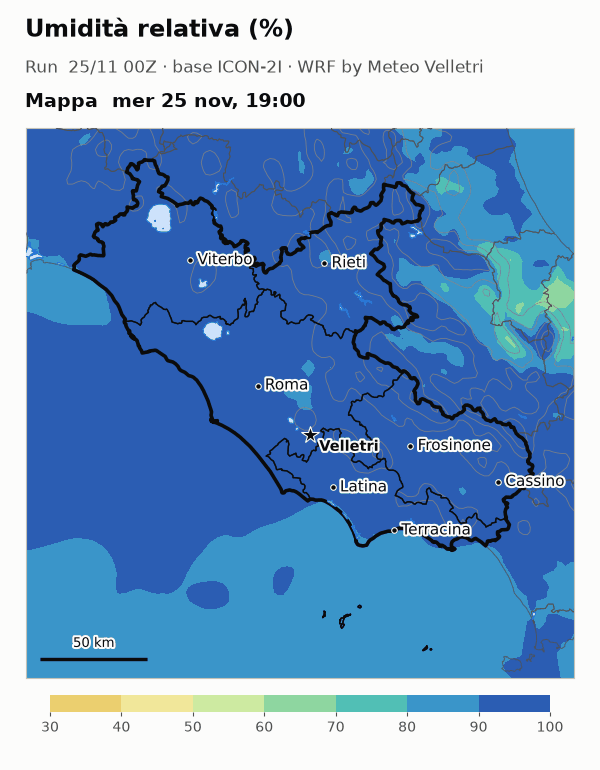 Umidità relativa (%)
Run  25/11 00Z · base ICON-2I · WRF by Meteo Velletri
Mappa  mer 25 nov, 19:00
Viterbo
Rieti
Roma
Velletri
Frosinone
Latina
Cassino
Terracina
50 km
30 40 50 60 70 80 90 100